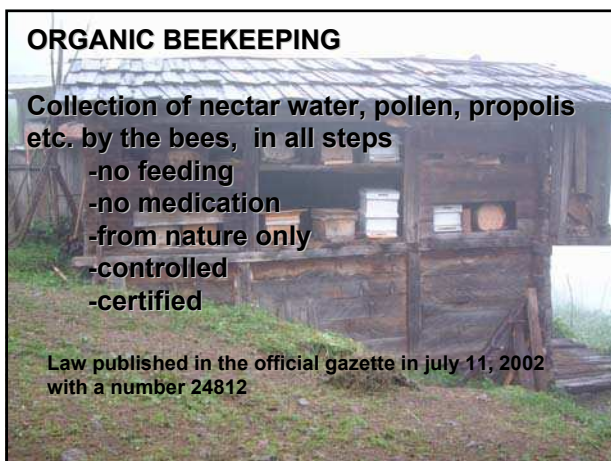 ORGANIC BEEKEEPING
Collection of nectar water, pollen, propolis
etc. by the bees,  in all steps
-no feeding
-no medication
-from nature only
-controlled
-certified
Law published in the official gazette in july 11, 2002
with a number 24812